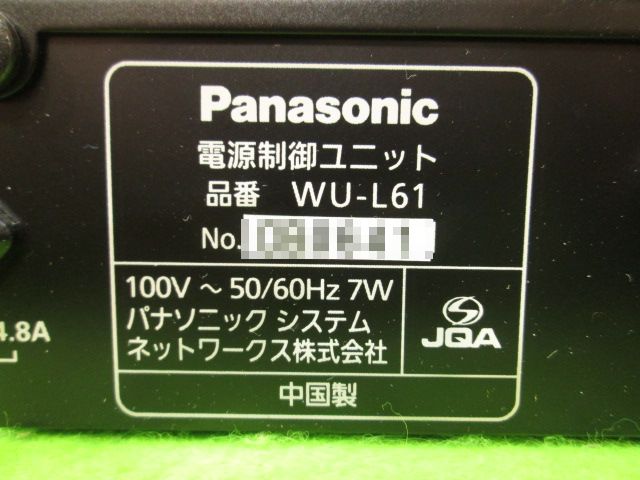 Panasonic
電源制御ユニット
品番 WU-L61
No.
100V ~ 50/60Hz 7W
パナソニック システム
ネットワークス株式会社
JQA
中国製
4.8A